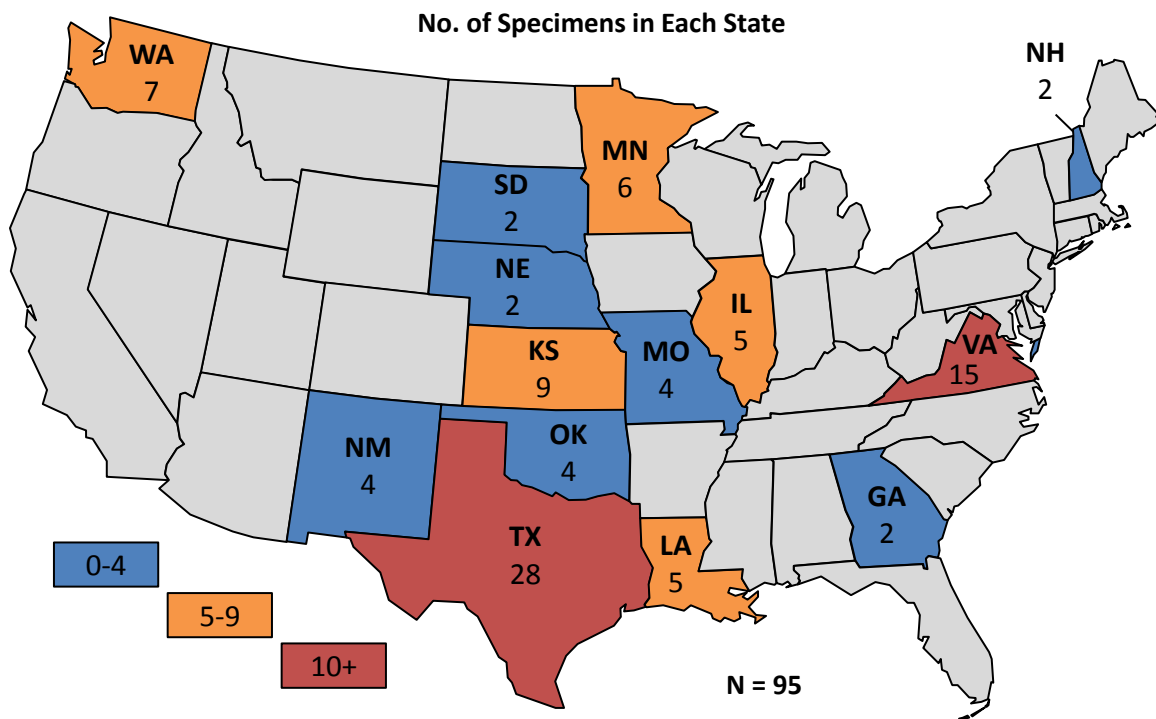 No. of Specimens in Each State
WA
7
NH
2
MN
6
SD
2
NE
2
IL
5
KS
9
MO
4
VA
15
NM
4
OK
4
GA
2
TX
28
LA
5
0-4
5-9
10+
N = 95